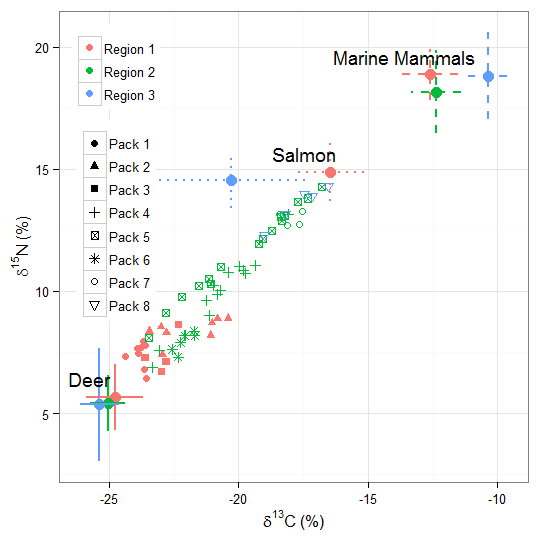 20
15
10
5
δ15N (%)
Marine Mammals
Salmon
Deer
Region 1
Region 2
Region 3
Pack 1
Pack 2
Pack 3
Pack 4
Pack 5
Pack 6
Pack 7
Pack 8
-25 -20 -15 -10
δ13C (%)